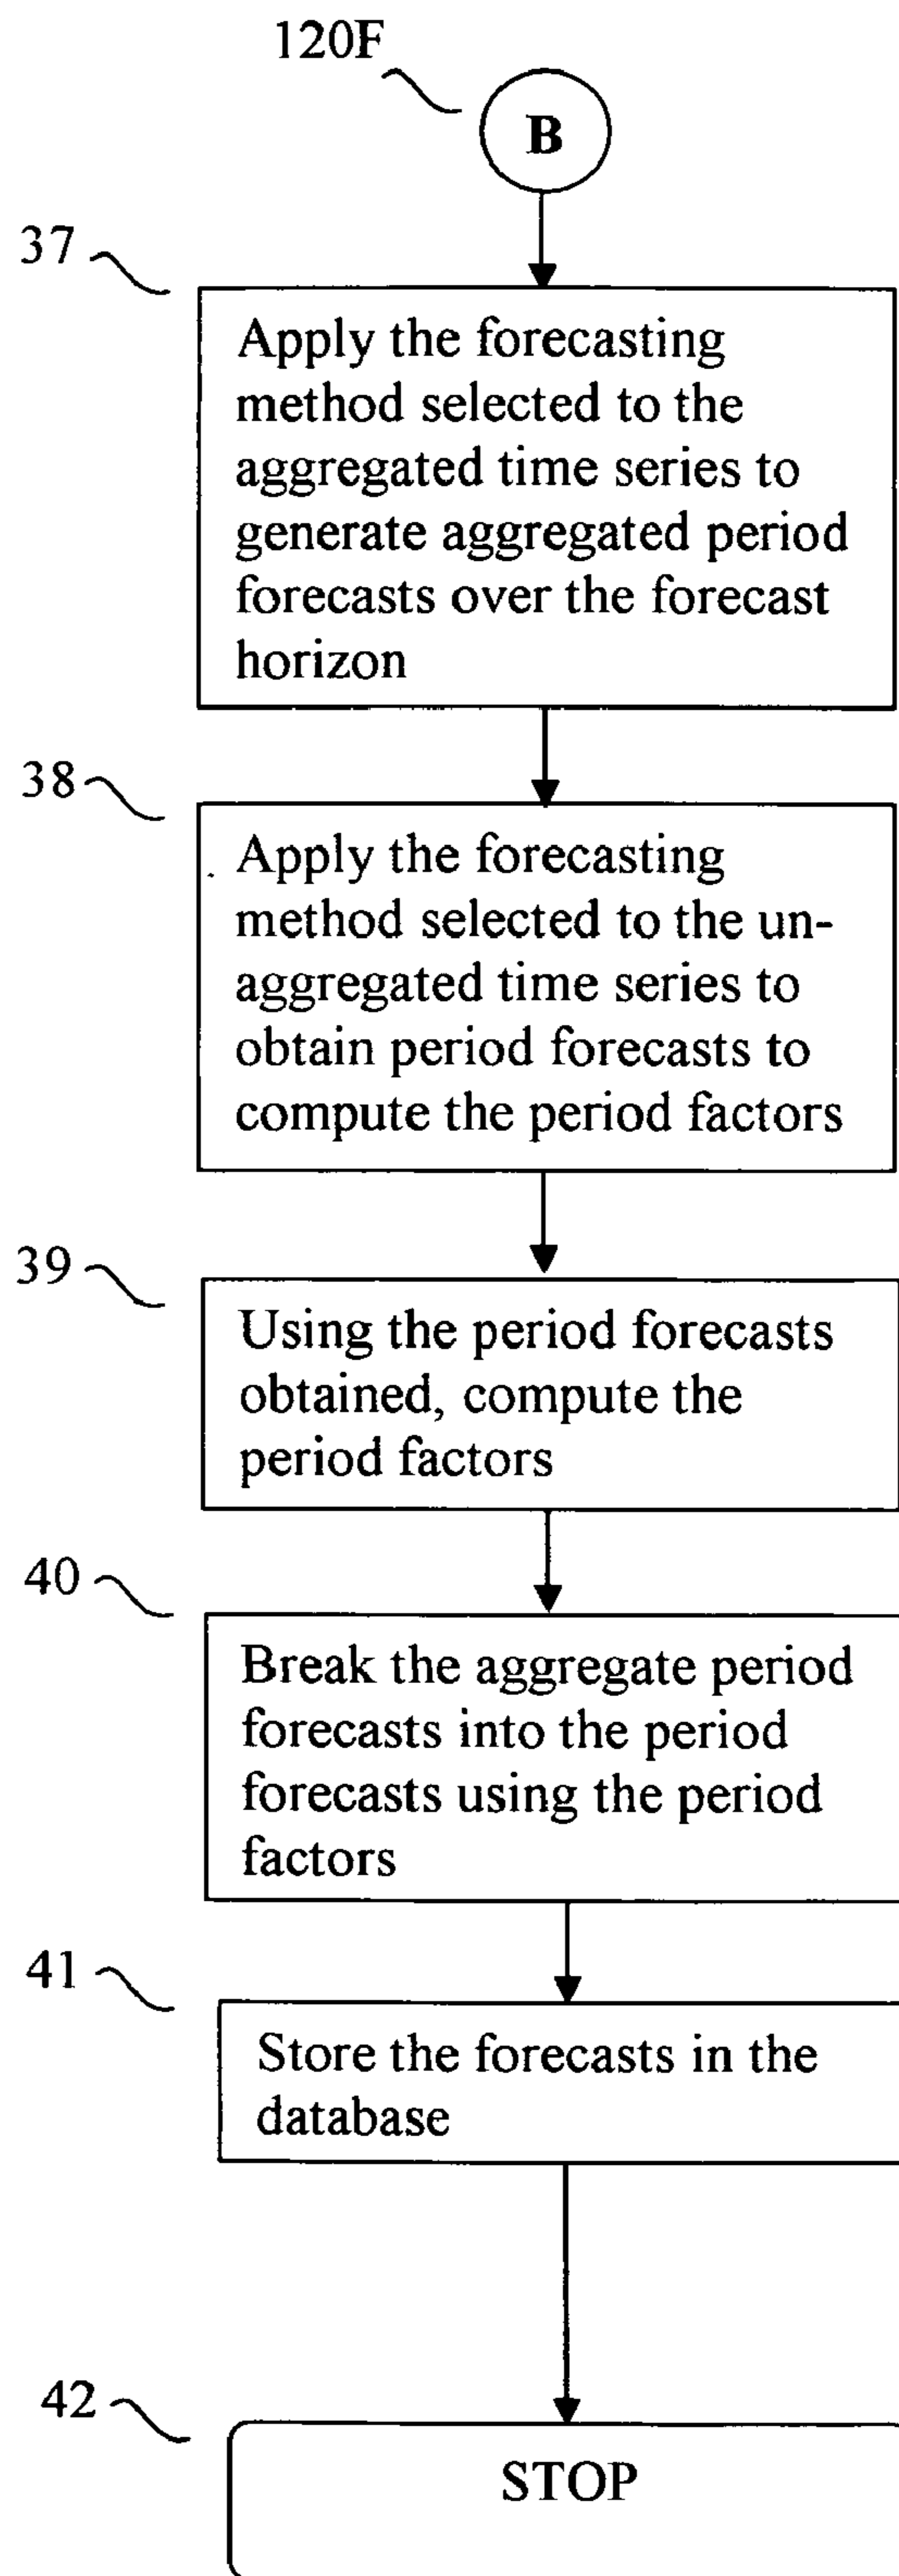 120F
B
37
Apply the forecasting
method selected to the
aggregated time series to
generate aggregated period
forecasts over the forecast
horizon
38
Apply the forecasting
method selected to the un-
aggregated time series to
obtain period forecasts to
compute the period factors
39
Using the period forecasts
obtained, compute the
period factors
40
Break the aggregate period
forecasts into the period
forecasts using the period
factors
41
Store the forecasts in the
database
42
STOP